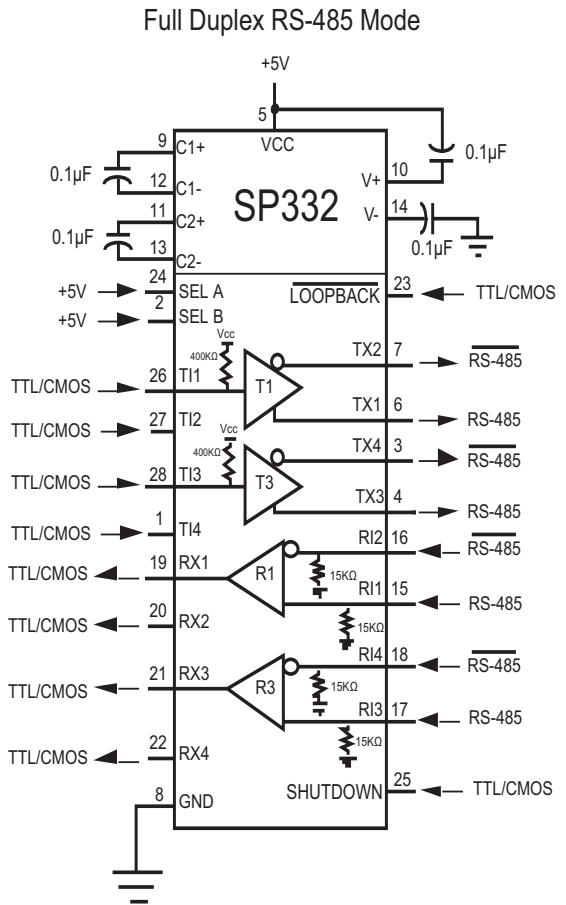 Full Duplex RS-485 Mode
+5V
5
VCC
9
C1+
0.1µF
12
C1-
11
C2+
0.1µF
13
C2-
SP332
10
V+
0.1µF
14
V-
0.1µF
24
+5V
SEL A
2
+5V
SEL B
23
LOOPBACK
TTL/CMOS
Vcc
400KΩ
TX2
7
RS-485
TTL/CMOS
26
TI1
T1
TX1
6
RS-485
TTL/CMOS
27
TI2
Vcc
400KΩ
TX4
3
RS-485
TTL/CMOS
28
TI3
T3
TX3
4
RS-485
TTL/CMOS
1
TI4
RI2
16
RS-485
TTL/CMOS
19
RX1
R1
15KΩ
RI1
15
RS-485
TTL/CMOS
20
RX2
15KΩ
RI4
18
RS-485
TTL/CMOS
21
RX3
R3
15KΩ
RI3
17
RS-485
TTL/CMOS
22
RX4
15KΩ
8
GND
SHUTDOWN
25
TTL/CMOS